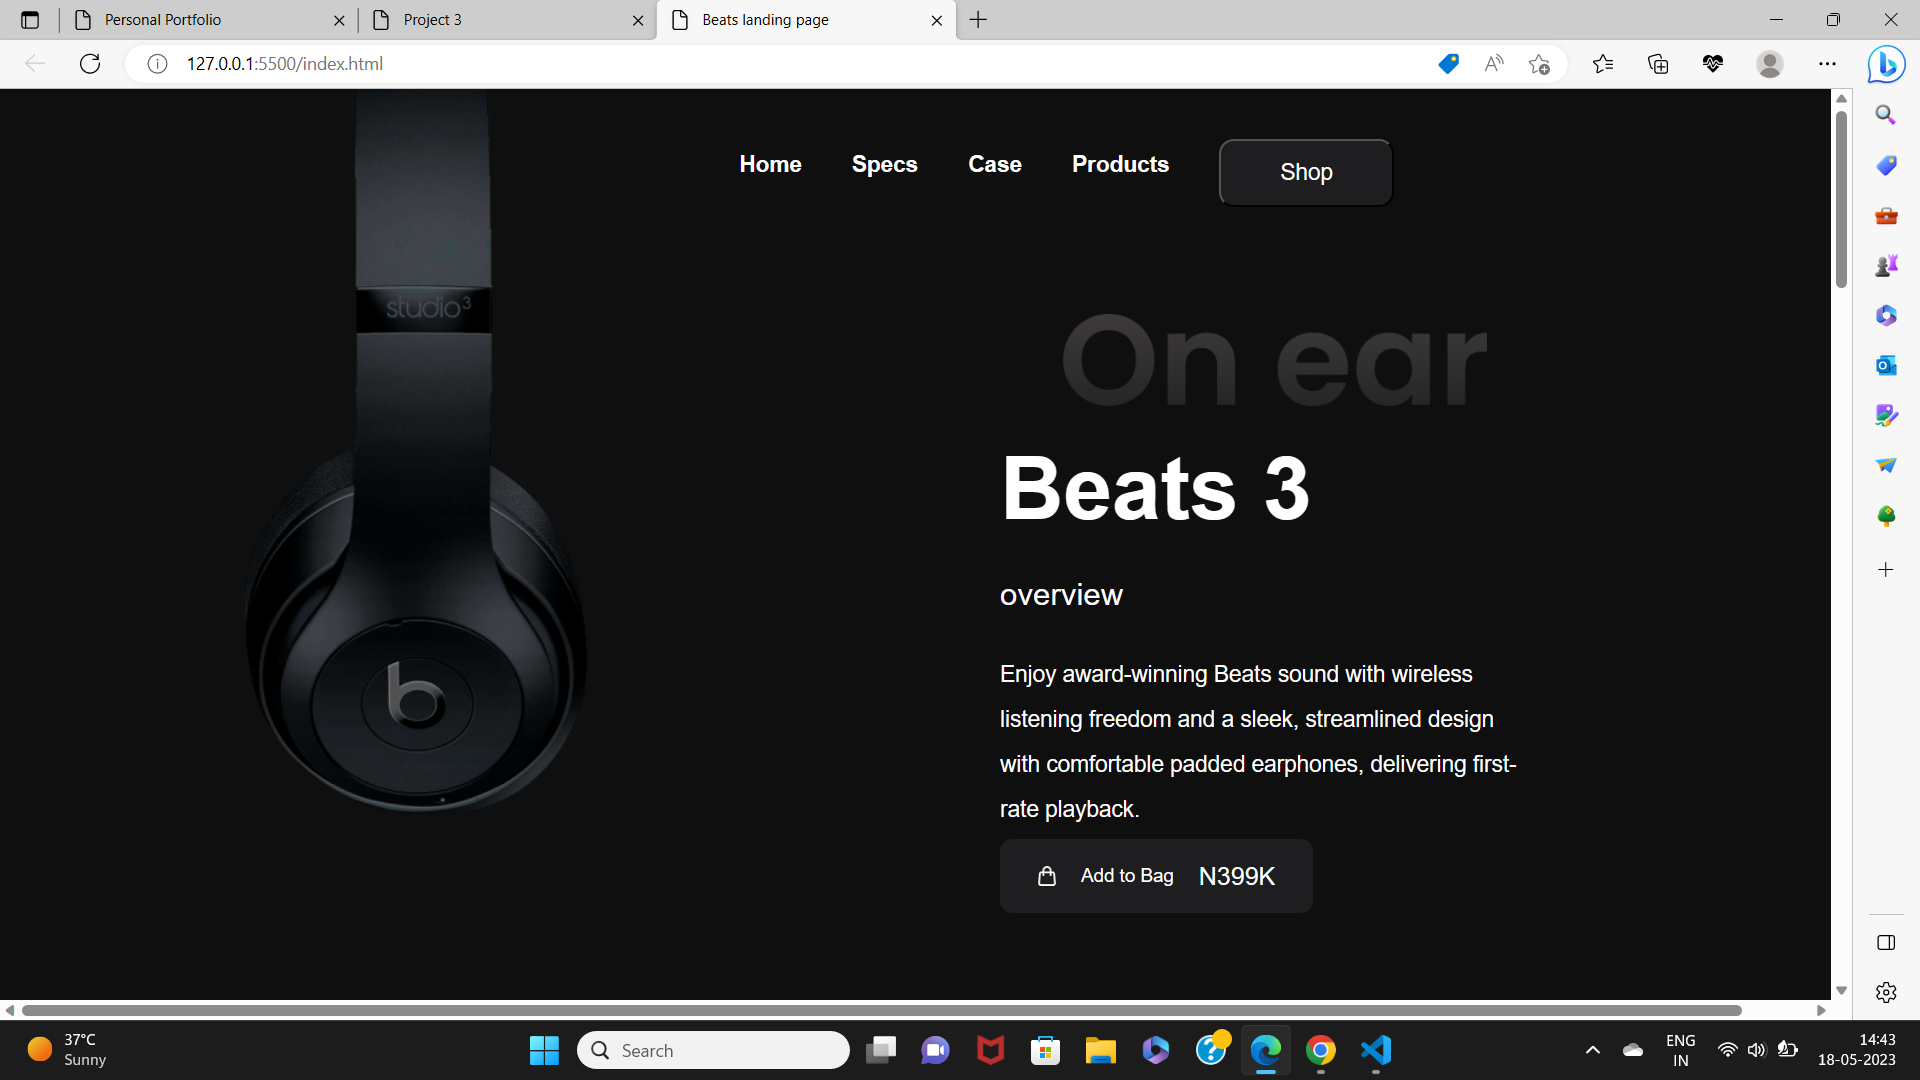 Personal Portfolio
Project 3
Beats landing page
127.0.0.1:5500/index.html
Home Specs Case Products Shop
studio3
On ear
Beats 3
overview
Enjoy award-winning Beats sound with wireless
listening freedom and a sleek, streamlined design
with comfortable padded earphones, delivering first-
rate playback.
Add to Bag N399K
37°C
Sunny
Search
ENG
IN
14:43
18-05-2023